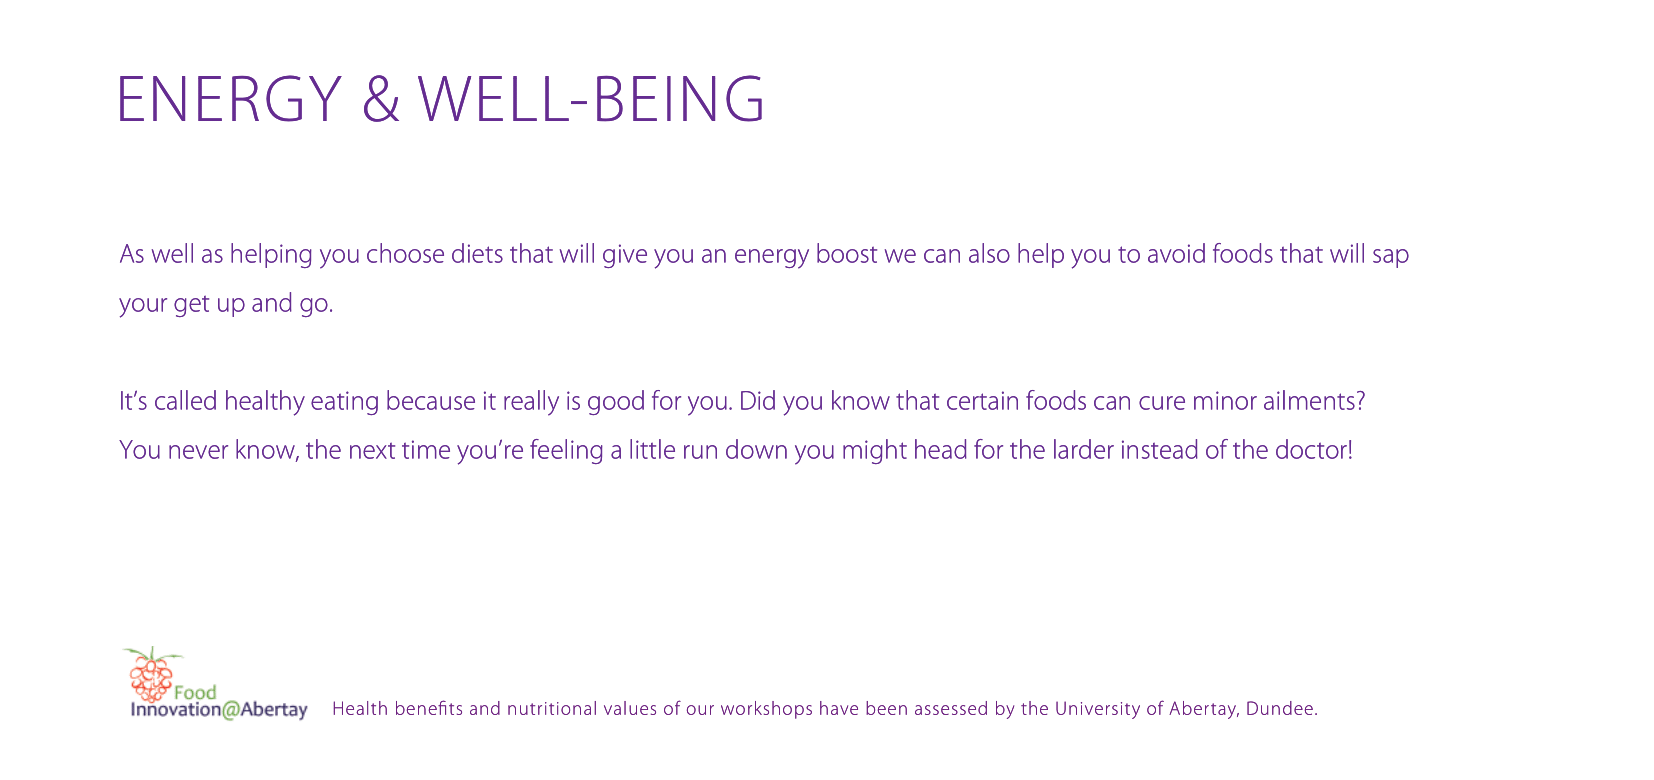 ENERGY & WELL-BEING
As well as helping you choose diets that will give you an energy boost we can also help you to avoid foods that will sap
your get up and go.
It’s called healthy eating because it really is good for you. Did you know that certain foods can cure minor ailments?
You never know, the next time you’re feeling a little run down you might head for the larder instead of the doctor!
Food
Innovation@Abertay
Health benefits and nutritional values of our workshops have been assessed by the University of Abertay, Dundee.